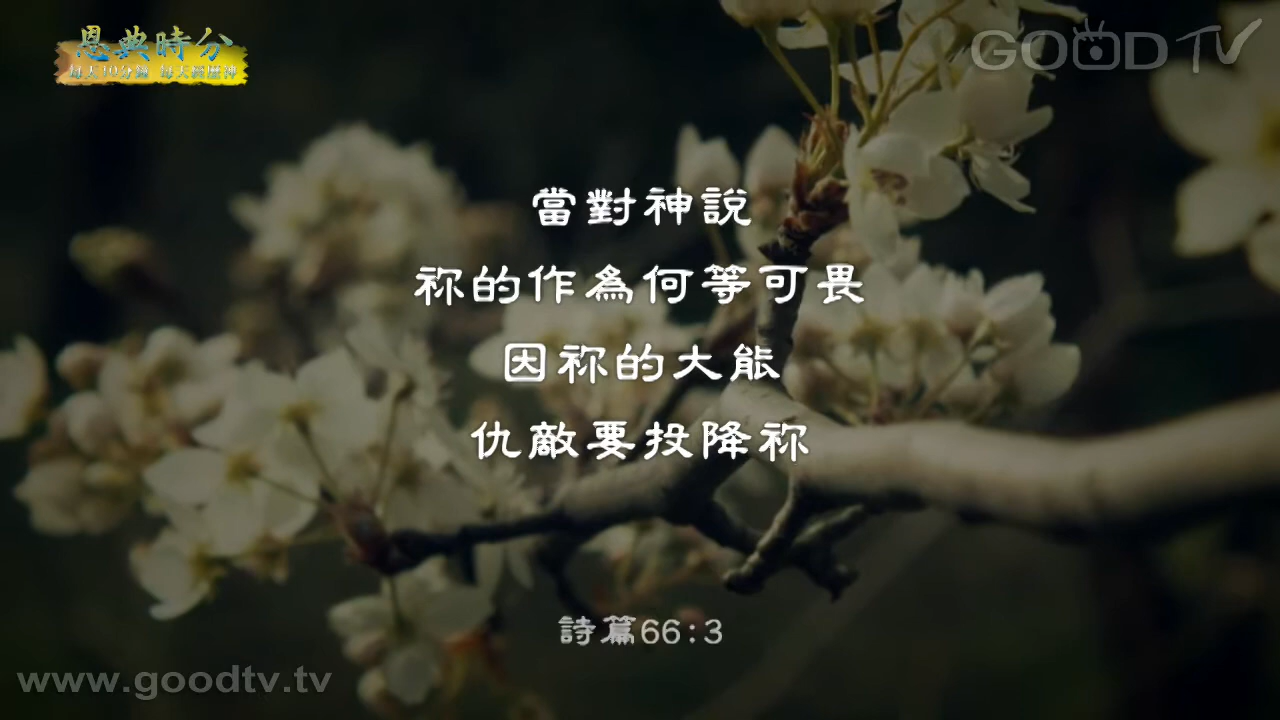 恩典時分
每天10分鐘 每天經歷神
GOOD TV
當對神說
祢的作為何等可畏
因祢的大能
仇敵要投降祢
詩篇66:3
www.goodtv.tv